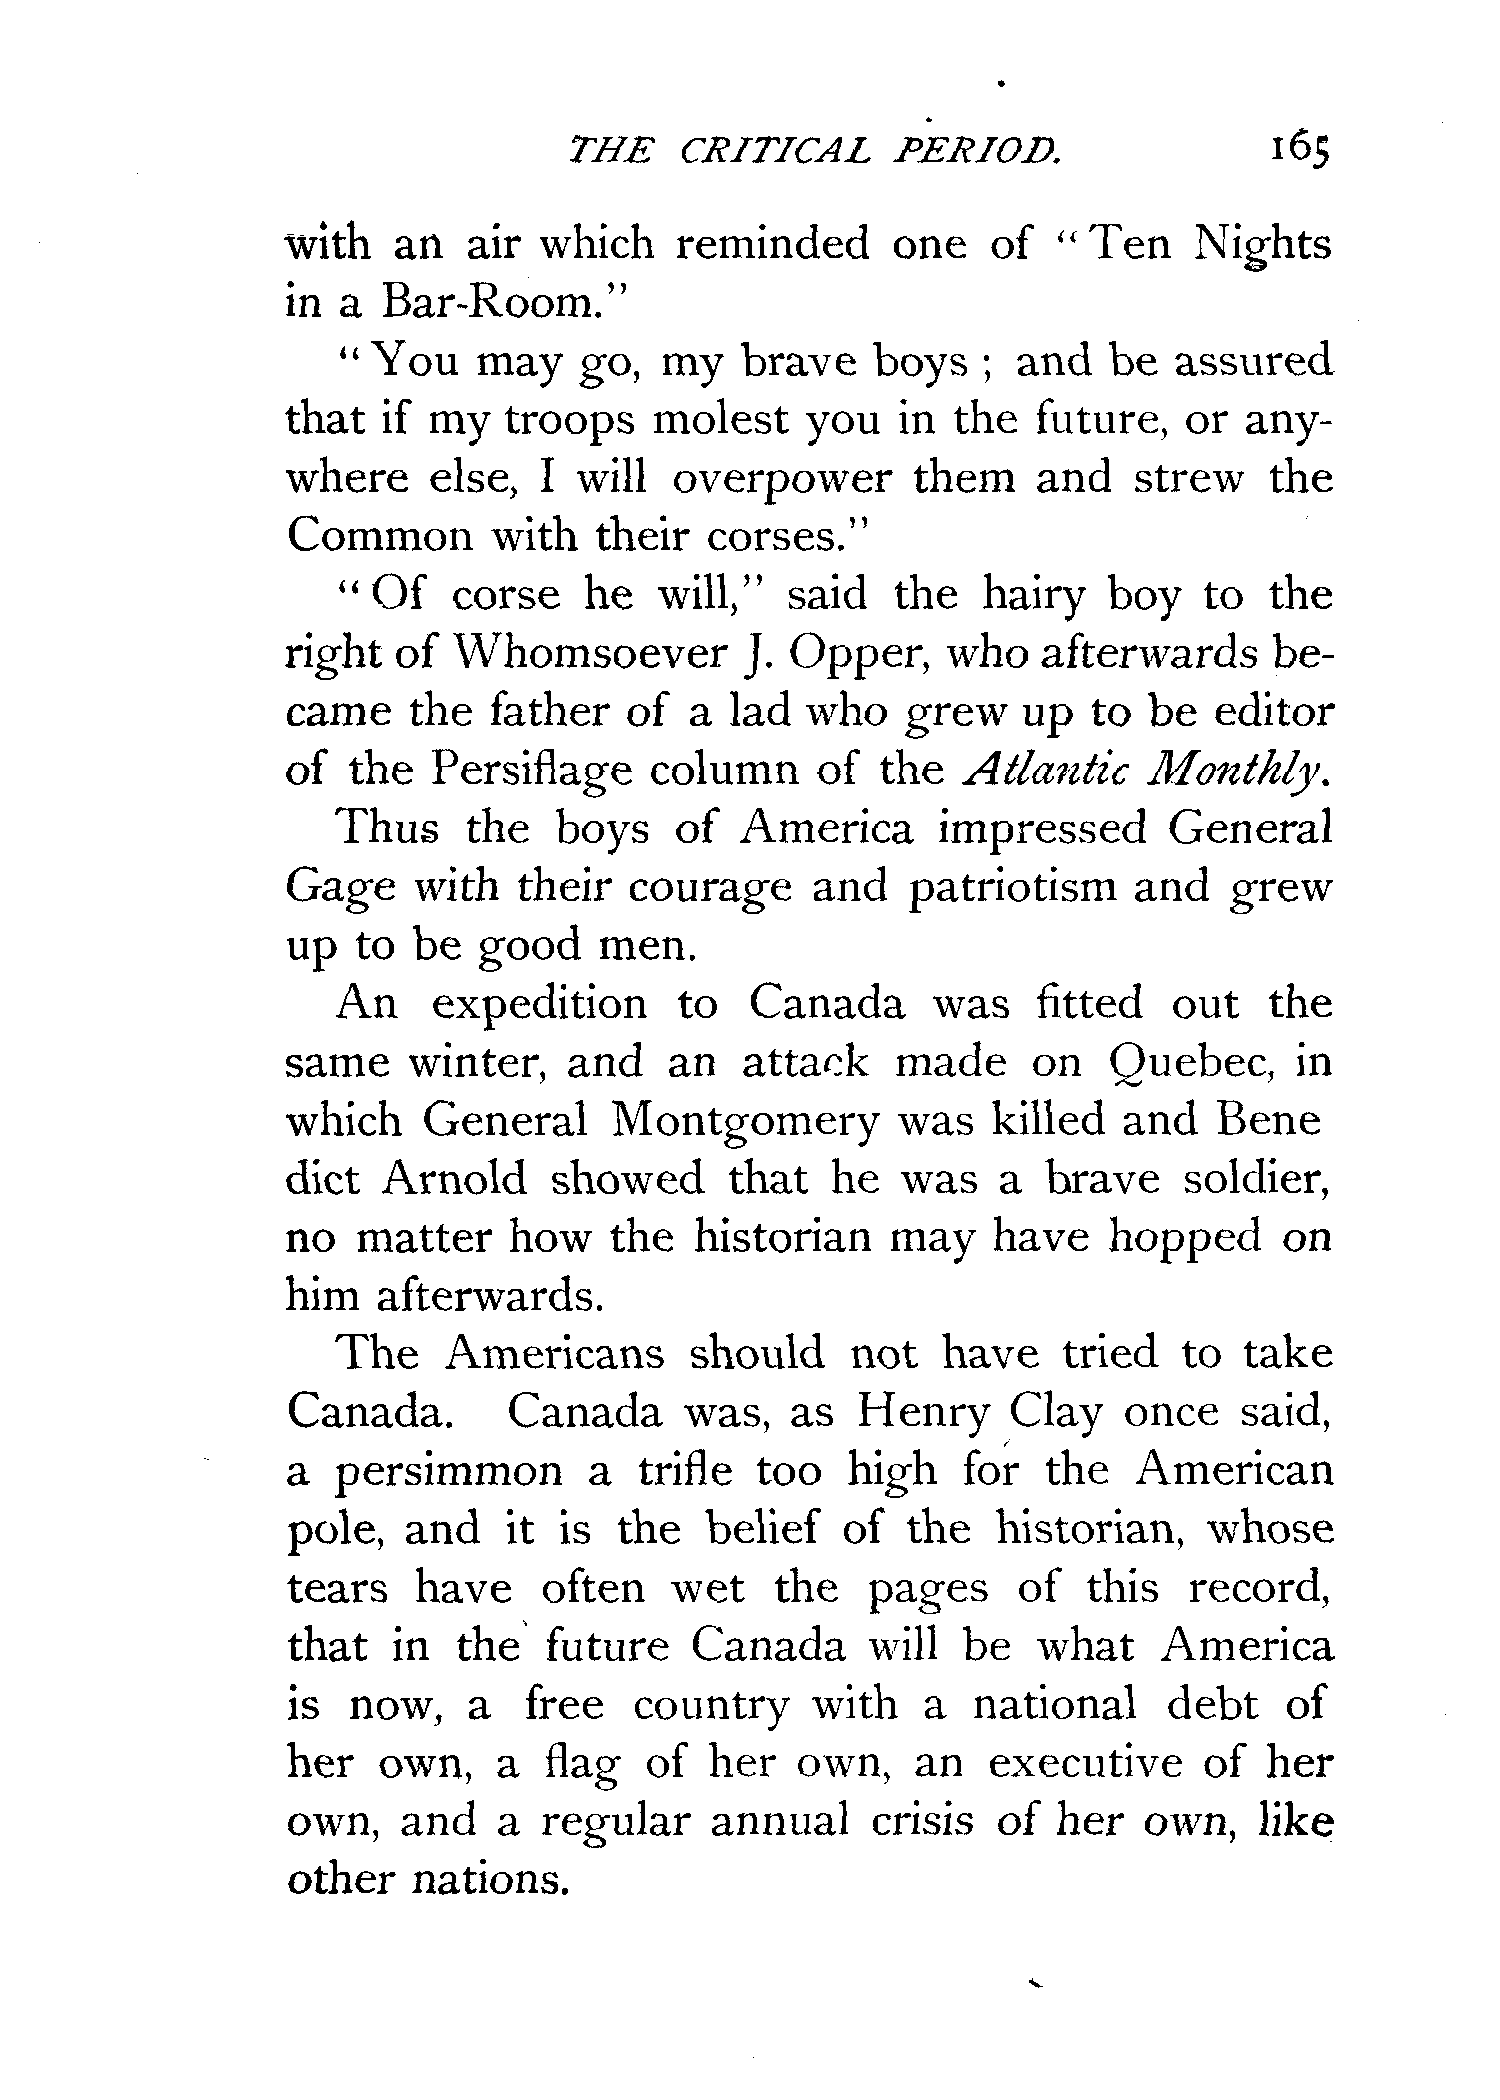 THE CRITICAL PERIOD. 165
with an air which reminded one of “Ten Nights
in a Bar-Room.”
“You may go, my brave boys; and be assured
that if my troops molest you in the future, or any-
where else, I will overpower them and strew the
Common with their corses.”
“Of corse he will,” said the hairy boy to the
right of Whomsoever J. Opper, who afterwards be-
came the father of a lad who grew up to be editor
of the Persiflage column of the Atlantic Monthly.
Thus the boys of America impressed General
Gage with their courage and patriotism and grew
up to be good men.
An expedition to Canada was fitted out the
same winter, and an attack made on Quebec, in
which General Montgomery was killed and Bene
dict Arnold showed that he was a brave soldier,
no matter how the historian may have hopped on
him afterwards.
The Americans should not have tried to take
Canada. Canada was, as Henry Clay once said,
a persimmon a trifle too high for the American
pole, and it is the belief of the historian, whose
tears have often wet the pages of this record,
that in the future Canada will be what America
is now, a free country with a national debt of
her own, a flag of her own, an executive of her
own, and a regular annual crisis of her own, like
other nations.